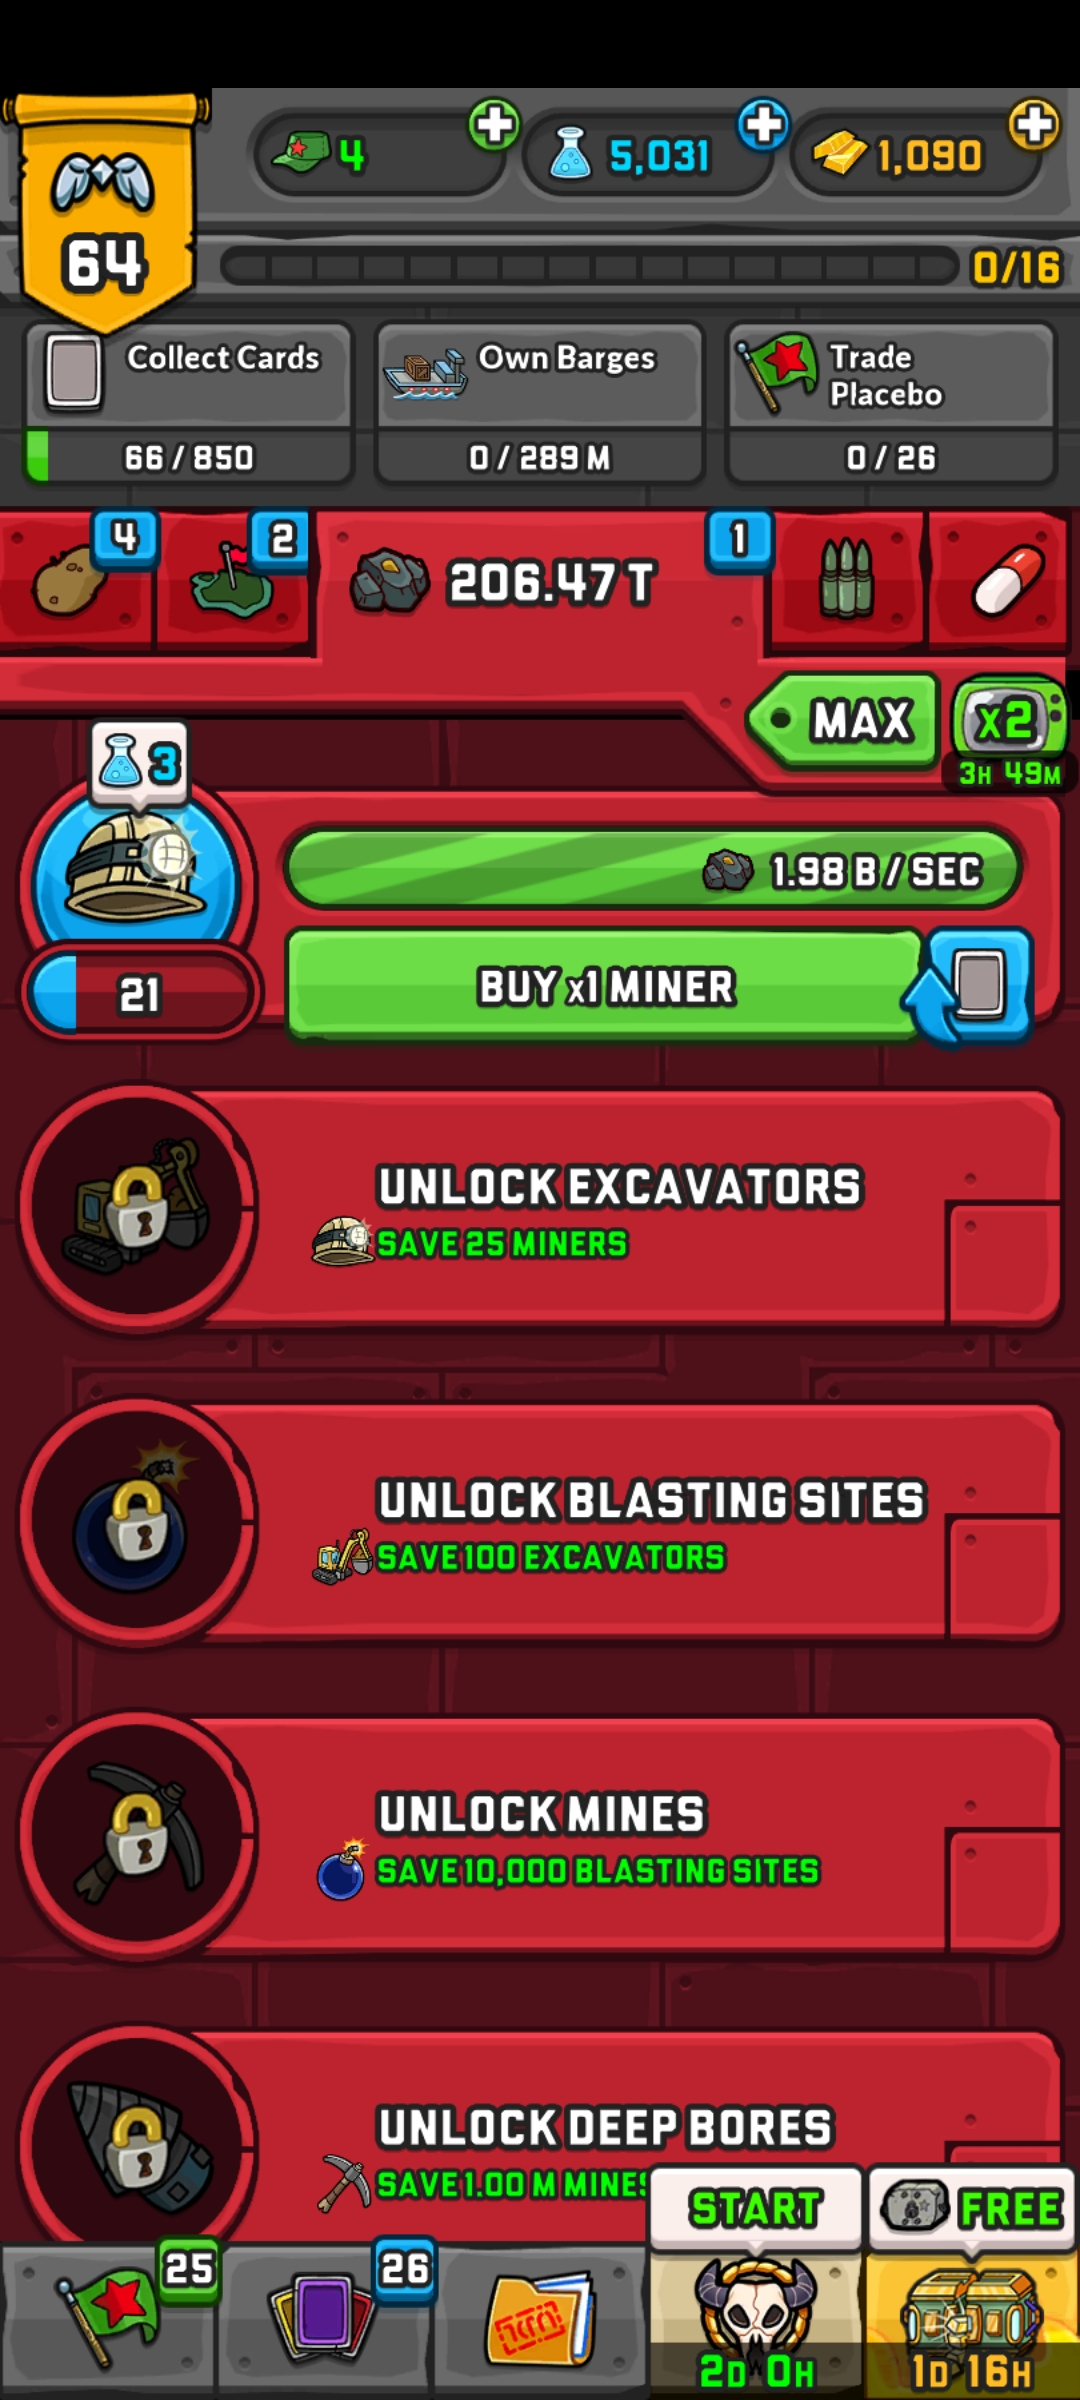 4
5,031
1,090
64
0/16
Collect Cards
66 / 850
Own Barges
0 / 289 M
Trade
Placebo
0 / 26
4
2
206.47 T
1
MAX
x2
3H 49M
3
1.98 B / SEC
21
BUY x1 MINER
UNLOCK EXCAVATORS
SAVE 25 MINERS
UNLOCK BLASTING SITES
SAVE 100 EXCAVATORS
UNLOCK MINES
SAVE 10,000 BLASTING SITES
UNLOCK DEEP BORES
SAVE 1.00 M MINES
START
FREE
25
26
2D 0H
1D 16H